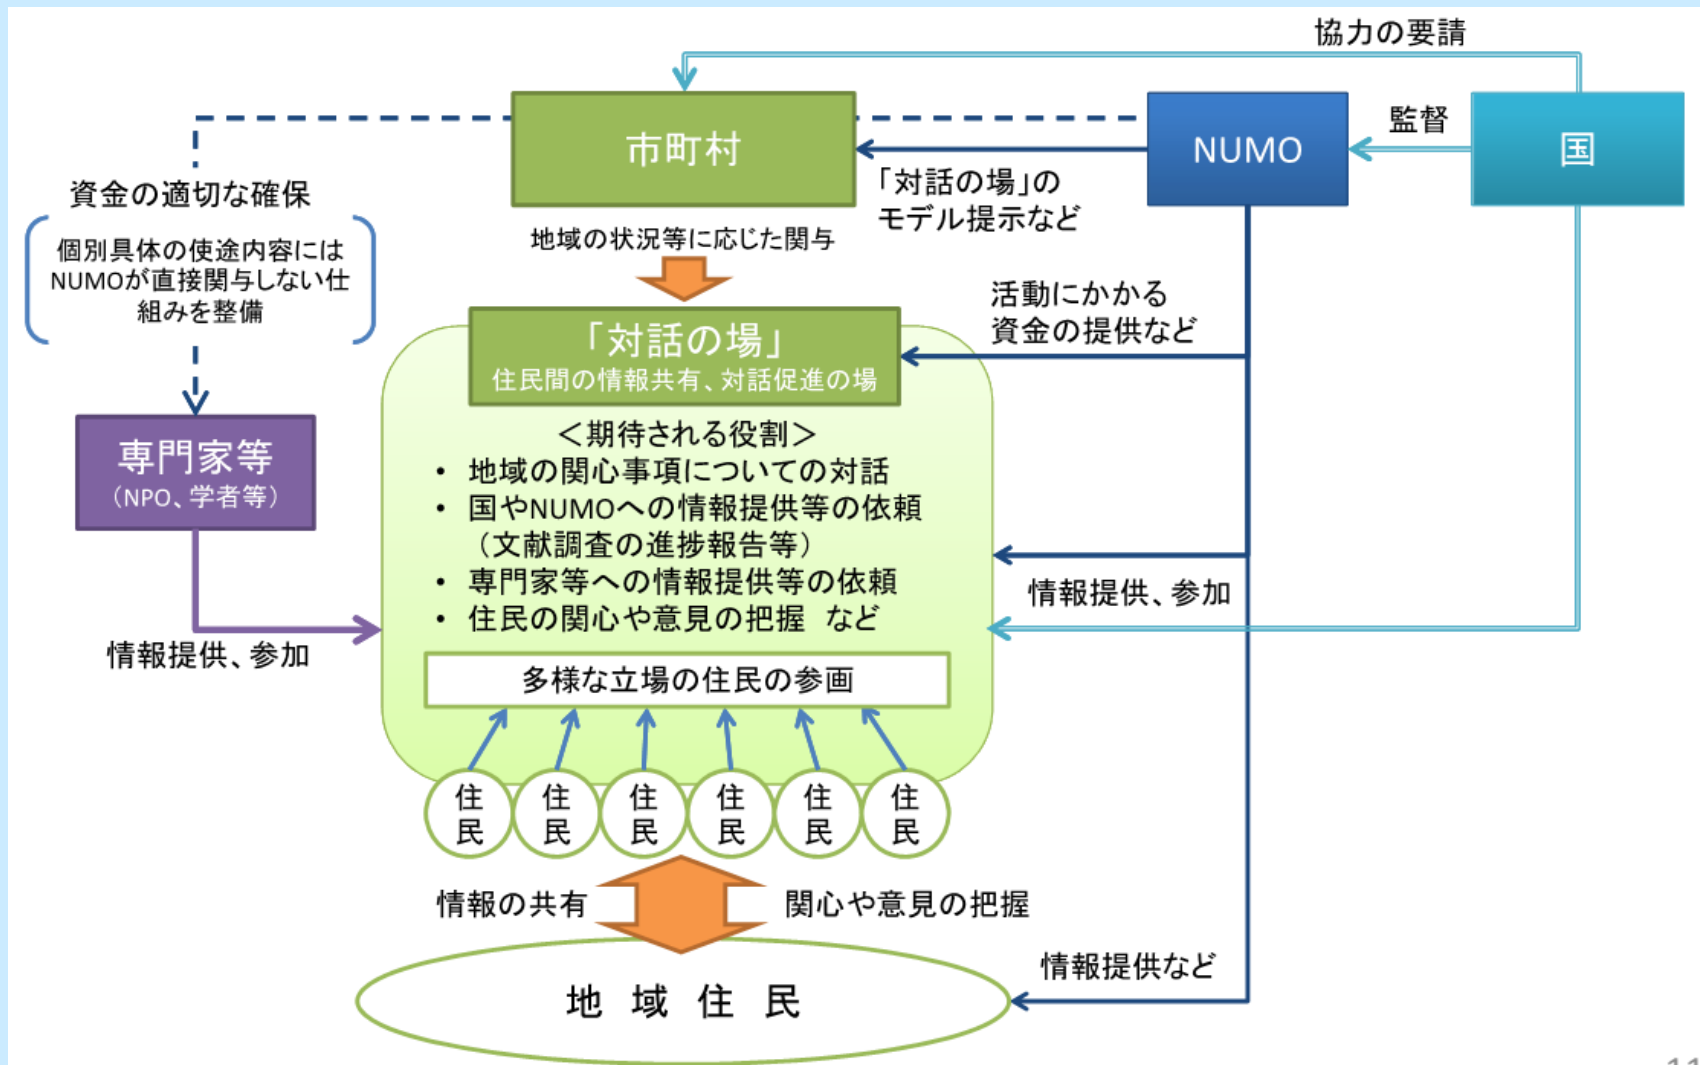 協力の要請
市町村
NUMO
監督
国
「対話の場」の
モデル提示など
資金の適切な確保
個別具体の使途内容には
NUMOが直接関与しない仕
組みを整備
地域の状況等に応じた関与
活動にかかる
資金の提供など
「対話の場」
住民間の情報共有、対話促進の場
専門家等
（NPO、学者等）
＜期待される役割＞
• 地域の関心事項についての対話
• 国やNUMOへの情報提供等の依頼
（文献調査の進捗報告等）
• 専門家等への情報提供等の依頼
• 住民の関心や意見の把握 など
情報提供、参加
情報提供、参加
多様な立場の住民の参画
住民
住民
住民
住民
住民
住民
情報の共有
関心や意見の把握
情報提供など
地 域 住 民